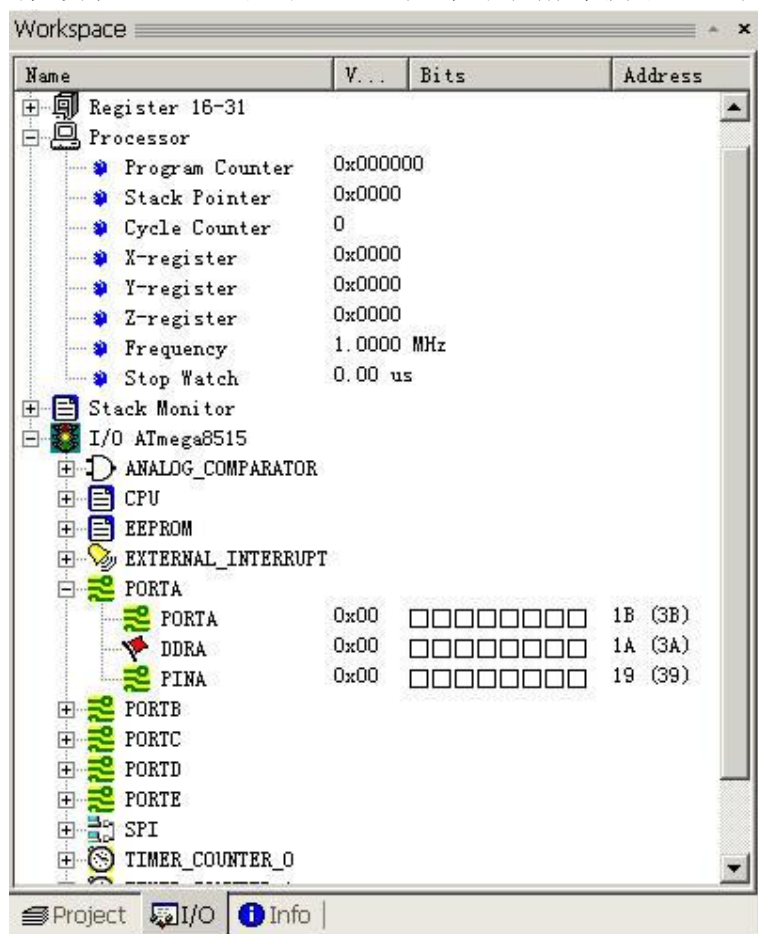 Workspace
Name V... Bits Address
Register 16-31
Processor
Program Counter 0x000000
Stack Pointer 0x0000
Cycle Counter 0
X-register 0x0000
Y-register 0x0000
Z-register 0x0000
Frequency 1.0000 MHz
Stop Watch 0.00 us
Stack Monitor
I/O ATmega8515
ANALOG_COMPARATOR
CPU
EEPROM
EXTERNAL_INTERRUPT
PORTA
PORTA 0x00 1B (3B)
DDRA 0x00 1A (3A)
PINA 0x00 19 (39)
PORTB
PORTC
PORTD
PORTE
SPI
TIMER_COUNTER_0
Project I/O Info